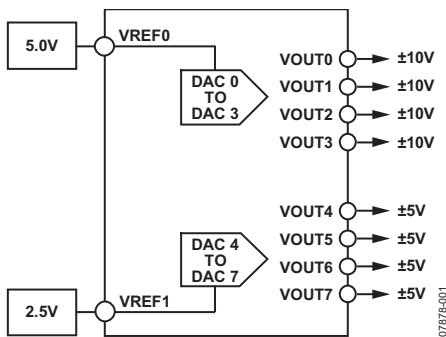 5.0V
VREF0
DAC 0
TO
DAC 3
VOUT0 ±10V
VOUT1 ±10V
VOUT2 ±10V
VOUT3 ±10V
DAC 4
TO
DAC 7
VOUT4 ±5V
VOUT5 ±5V
VOUT6 ±5V
VOUT7 ±5V
2.5V
VREF1
07878-001